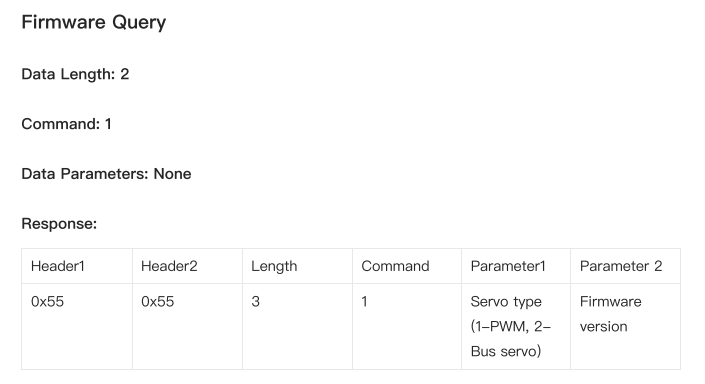 Firmware Query
Data Length: 2
Command: 1
Data Parameters: None
Response:
Header1 Header2 Length Command Parameter1 Parameter 2
0x55 0x55 3 1 Servo type Firmware
(1-PWM, 2- version
Bus servo)